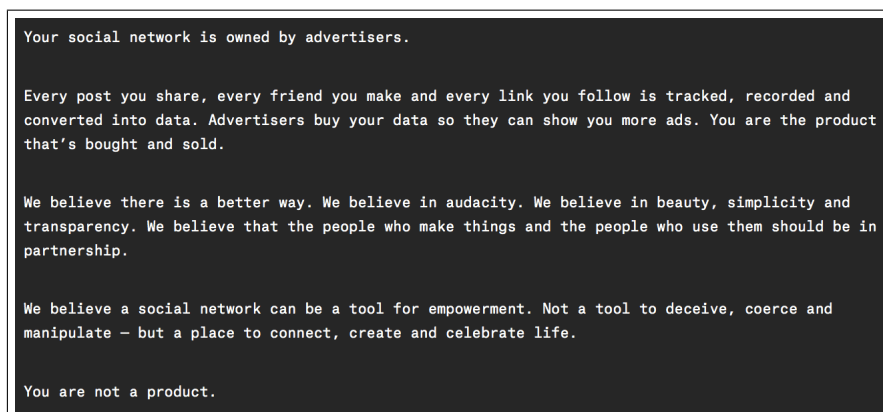 Your social network is owned by advertisers.
Every post you share, every friend you make and every link you follow is tracked, recorded and
converted into data. Advertisers buy your data so they can show you more ads. You are the product
that's bought and sold.
We believe there is a better way. We believe in audacity. We believe in beauty, simplicity and
transparency. We believe that the people who make things and the people who use them should be in
partnership.
We believe a social network can be a tool for empowerment. Not a tool to deceive, coerce and
manipulate — but a place to connect, create and celebrate life.
You are not a product.